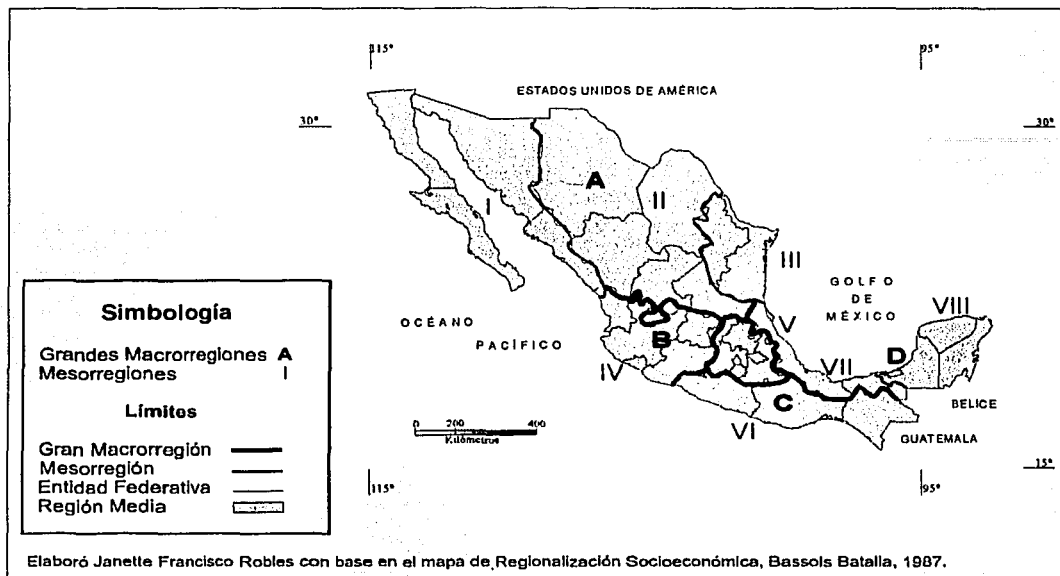 115°
95°
ESTADOS UNIDOS DE AMÉRICA
30°
30°
A
II
I
III
GOLFO
DE
MÉXICO
VIII
OCÉANO
PACÍFICO
V
B
IV
VII
D
C
VI
BELICE
GUATEMALA
0 200 400
Kilómetros
15°
115°
95°
Simbología
Grandes Macrorregiones A
Mesorregiones I
Límites
Gran Macrorregión
Mesorregión
Entidad Federativa
Región Media
Elaboró Janette Francisco Robles con base en el mapa de Regionalización Socioeconómica, Bassols Batalla, 1987.